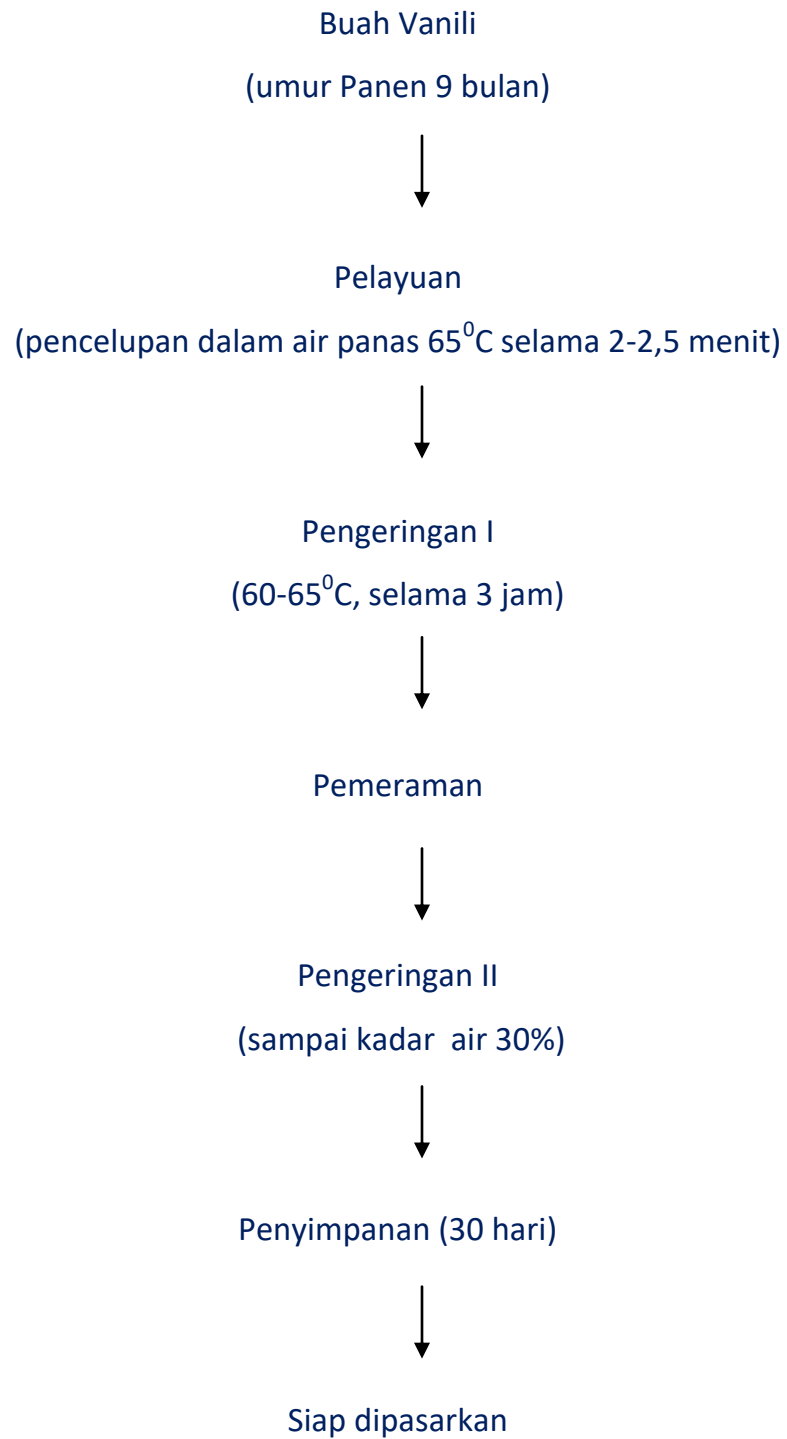 Buah Vanili
(umur Panen 9 bulan)
Pelayuan
(pencelupan dalam air panas 65⁰C selama 2-2,5 menit)
Pengeringan I
(60-65⁰C, selama 3 jam)
Pemeraman
Pengeringan II
(sampai kadar  air 30%)
Penyimpanan (30 hari)
Siap dipasarkan